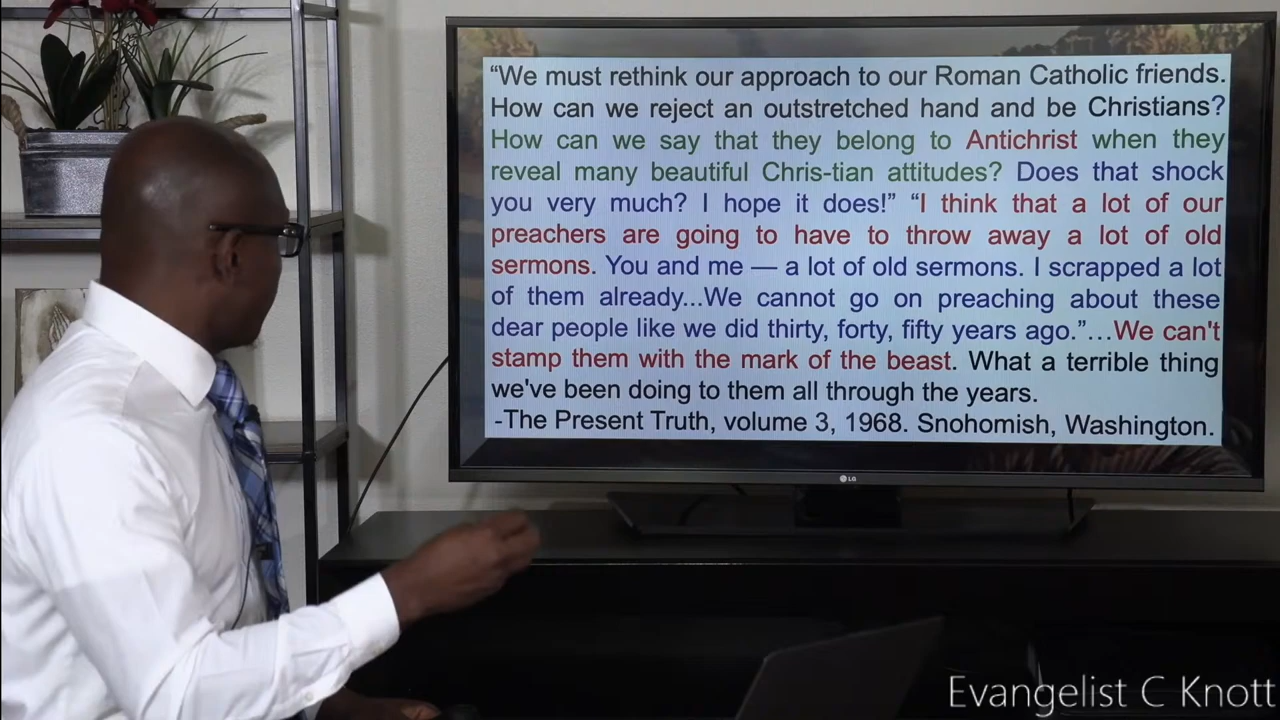 “We must rethink our approach to our Roman Catholic friends.
How can we reject an outstretched hand and be Christians?
How can we say that they belong to Antichrist when they
reveal many beautiful Chris-tian attitudes? Does that shock
you very much? I hope it does!” “I think that a lot of our
preachers are going to have to throw away a lot of old
sermons. You and me — a lot of old sermons. I scrapped a lot
of them already...We cannot go on preaching about these
dear people like we did thirty, forty, fifty years ago.”...We can't
stamp them with the mark of the beast. What a terrible thing
we've been doing to them all through the years.
-The Present Truth, volume 3, 1968. Snohomish, Washington.
LG
Evangelist C Knott